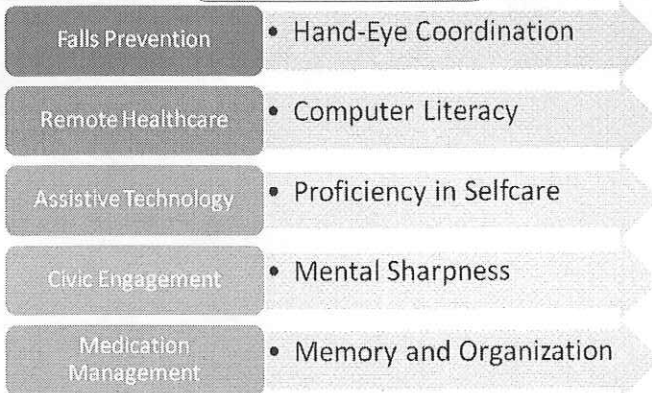 Falls Prevention
• Hand-Eye Coordination
Remote Healthcare
• Computer Literacy
Assistive Technology
• Proficiency in Selfcare
Civic Engagement
• Mental Sharpness
Medication
Management
• Memory and Organization